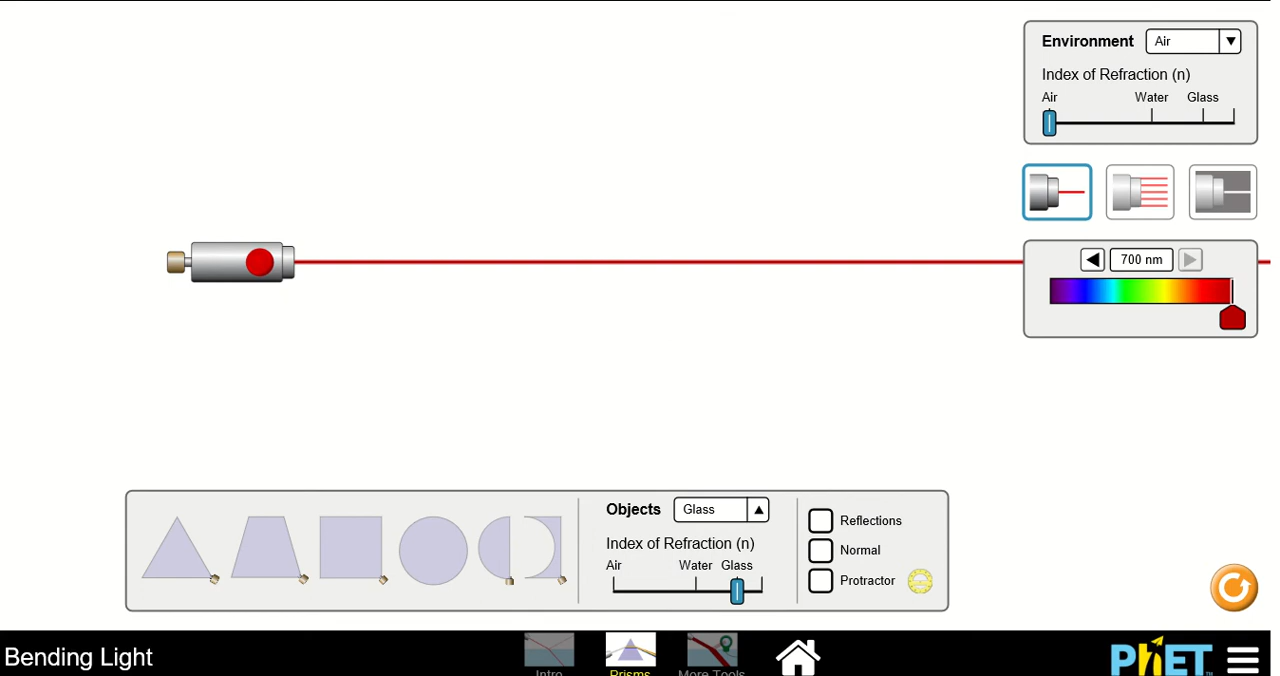 Environment Air
Index of Refraction (n)
Air Water Glass
700 nm
Objects Glass
Index of Refraction (n)
Air Water Glass
Reflections
Normal
Protractor
Bending Light
Intro
Prisms
More Tools
PhET